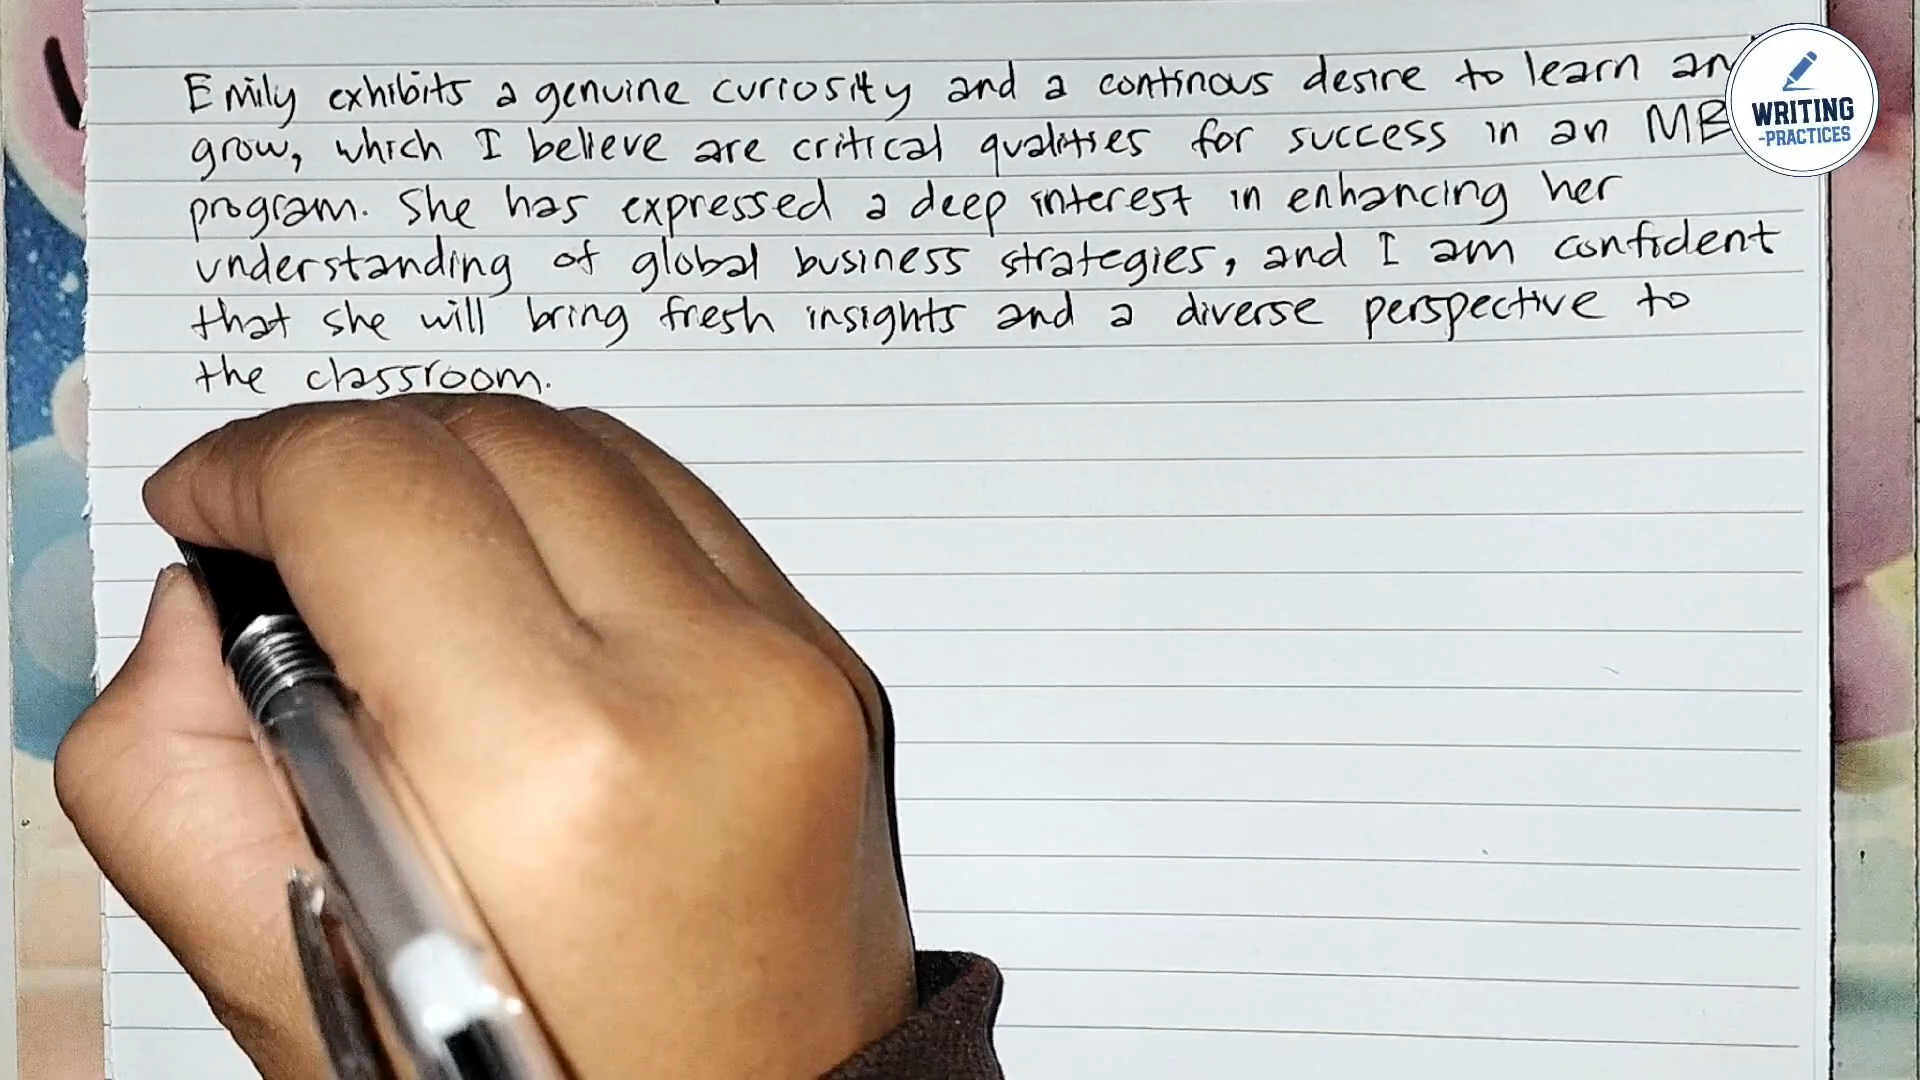 Emily exhibits a genuine curiosity and a continous desire to learn an
grow, which I believe are critical qualities for success in an MB
program. She has expressed a deep interest in enhancing her
understanding of global business strategies, and I am confident
that she will bring fresh insights and a diverse perspective to
the classroom.
WRITING
-PRACTICES